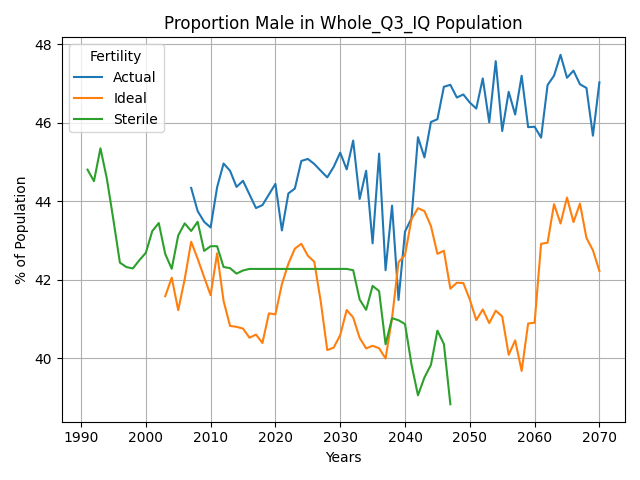 Proportion Male in Whole_Q3_IQ Population
Fertility
Actual
Ideal
Sterile
% of Population
48
46
44
42
40
1990 2000 2010 2020 2030 2040 2050 2060 2070
Years